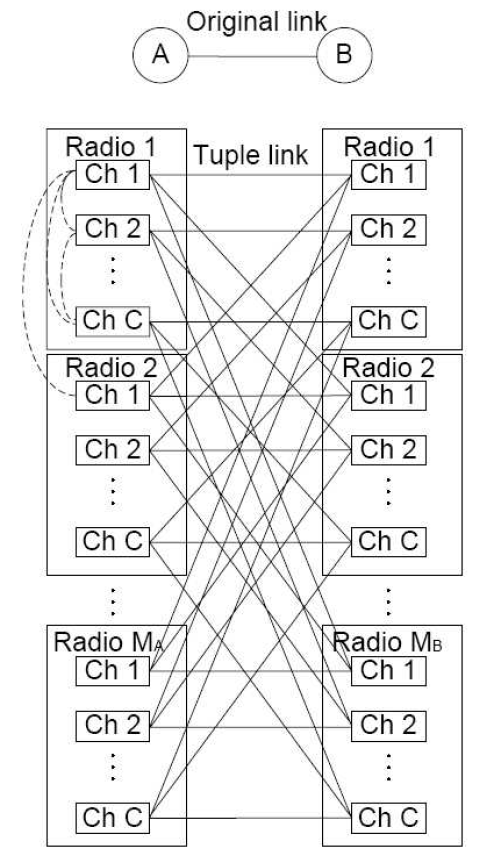 Original link
A B
Radio 1 Tuple link Radio 1
Ch 1 Ch 1
Ch 2 Ch 2
Ch C Ch C
Radio 2 Radio 2
Ch 1 Ch 1
Ch 2 Ch 2
Ch C Ch C
Radio MA Radio MB
Ch 1 Ch 1
Ch 2 Ch 2
Ch C Ch C